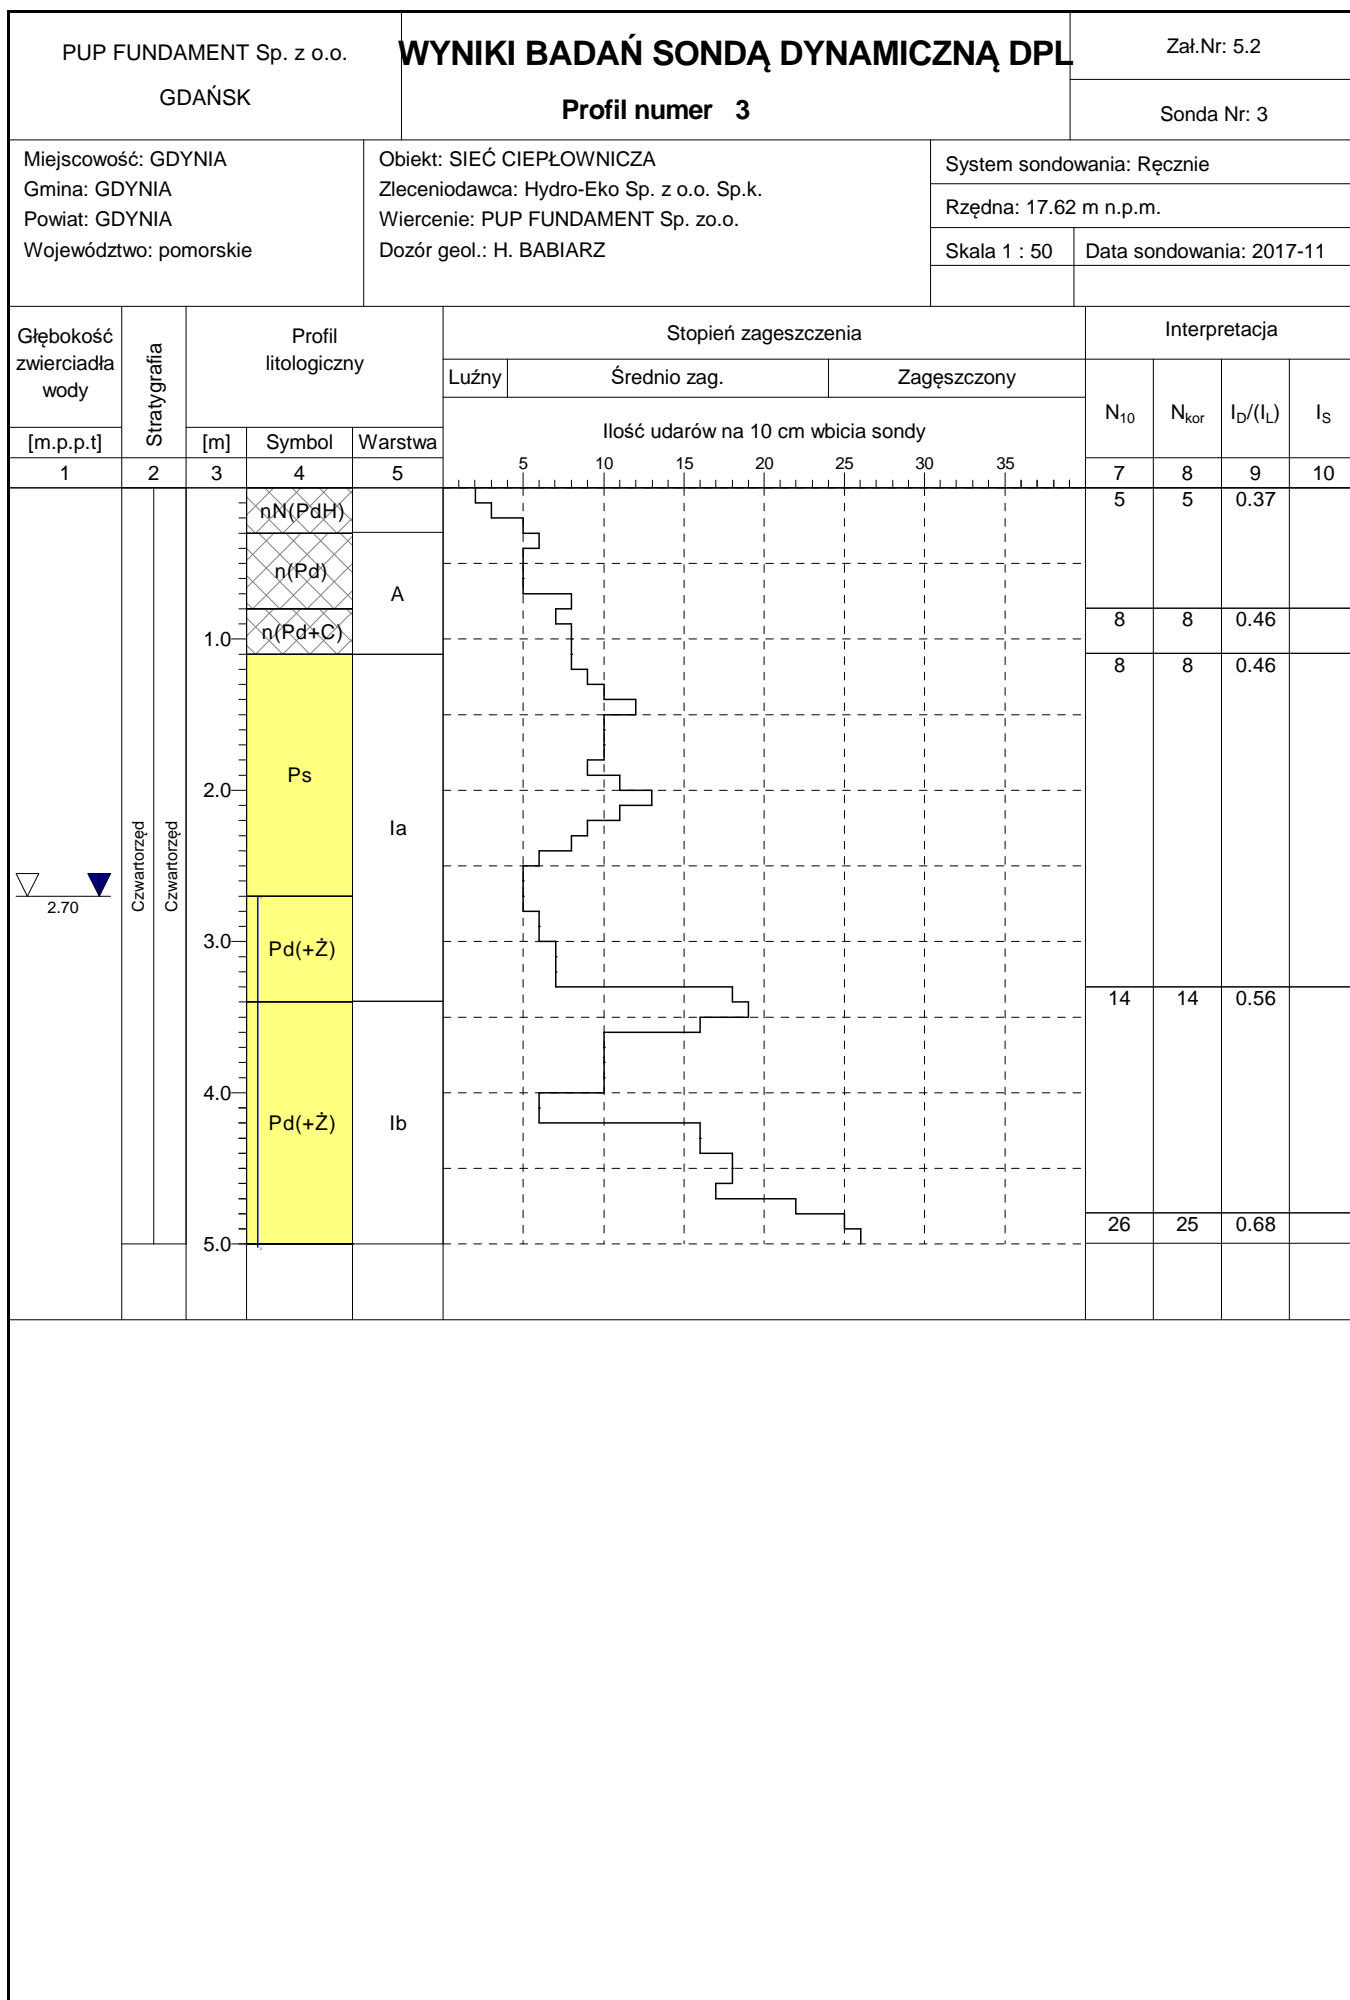 PUP FUNDAMENT Sp. z o.o.
GDAŃSK
WYNIKI BADAŃ SONDĄ DYNAMICZNĄ DPL
Profil numer 3
Zał.Nr: 5.2
Sonda Nr: 3
Miejscowość: GDYNIA
Gmina: GDYNIA
Powiat: GDYNIA
Województwo: pomorskie
Obiekt: SIEĆ CIEPŁOWNICZA
Zleceniodawca: Hydro-Eko Sp. z o.o. Sp.k.
Wiercenie: PUP FUNDAMENT Sp. zo.o.
Dozór geol.: H. BABIARZ
System sondowania: Ręcznie
Rzędna: 17.62 m n.p.m.
Skala 1 : 50 Data sondowania: 2017-11
Głębokość
zwierciadła
wody
[m.p.p.t]
Stratygrafia
Profil
litologiczny
[m] Symbol Warstwa
Stopień zageszczenia
Luźny Średnio zag. Zagęszczony
Ilość udarów na 10 cm wbicia sondy
5 10 15 20 25 30 35
Interpretacja
N10 Nkor ID/(IL) IS
1 2 3 4 5 7 8 9 10
nN(PdH) 5 5 0.37
n(Pd)
A
n(Pd+C) 8 8 0.46
1.0
8 8 0.46
Ps
2.0
Ia
Czwartorzęd
Czwartorzęd
2.70
3.0
Pd(+Ż)
14 14 0.56
4.0
Pd(+Ż) Ib
26 25 0.68
5.0